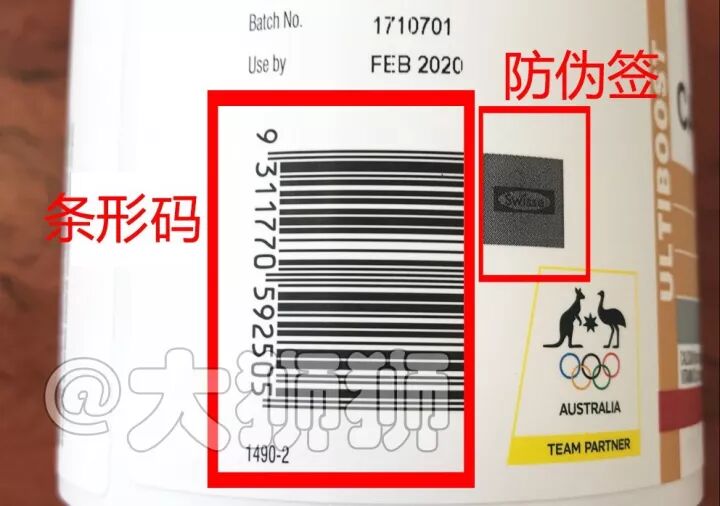 Batch No. 1710701
Use by FEB 2020
防伪签
条形码
9 311770 592505
Swisse
ULTIBOOST
AUSTRALIA
TEAM PARTNER
@大狮狮
1490-2